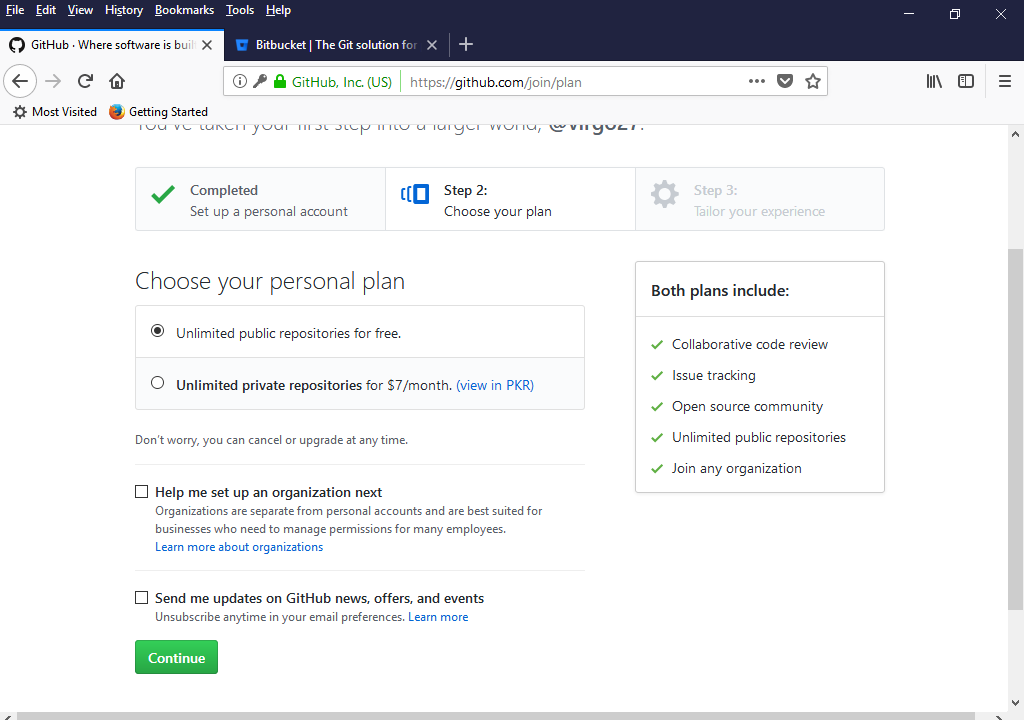 File Edit View History Bookmarks Tools Help
GitHub · Where software is buil
Bitbucket | The Git solution for
GitHub, Inc. (US)
https://github.com/join/plan
Most Visited
Getting Started
You've taken your first step into a larger world, @virgo27.
Completed
Set up a personal account
Step 2:
Choose your plan
Step 3:
Tailor your experience
Choose your personal plan
Unlimited public repositories for free.
Unlimited private repositories for $7/month. (view in PKR)
Don't worry, you can cancel or upgrade at any time.
Help me set up an organization next
Organizations are separate from personal accounts and are best suited for
businesses who need to manage permissions for many employees.
Learn more about organizations
Send me updates on GitHub news, offers, and events
Unsubscribe anytime in your email preferences. Learn more
Continue
Both plans include:
Collaborative code review
Issue tracking
Open source community
Unlimited public repositories
Join any organization